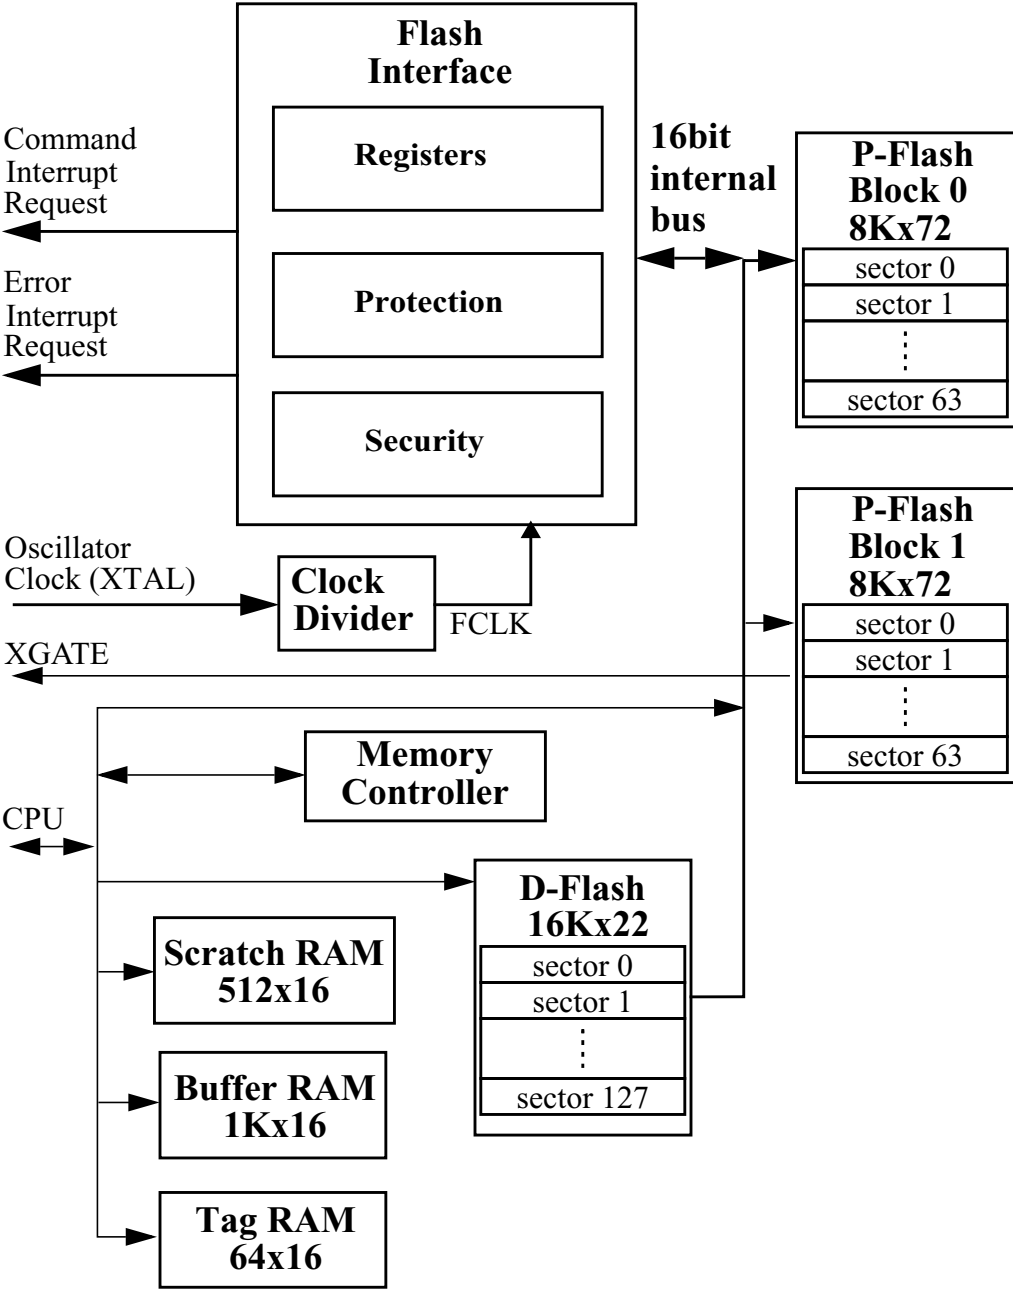 Flash
Interface
Registers
Protection
Security
Command
Interrupt
Request
Error
Interrupt
Request
16bit
internal
bus
P-Flash
Block 0
8Kx72
sector 0
sector 1
sector 63
Oscillator
Clock (XTAL)
Clock
Divider
FCLK
P-Flash
Block 1
8Kx72
sector 0
sector 1
sector 63
XGATE
Memory
Controller
CPU
D-Flash
16Kx22
sector 0
sector 1
sector 127
Scratch RAM
512x16
Buffer RAM
1Kx16
Tag RAM
64x16